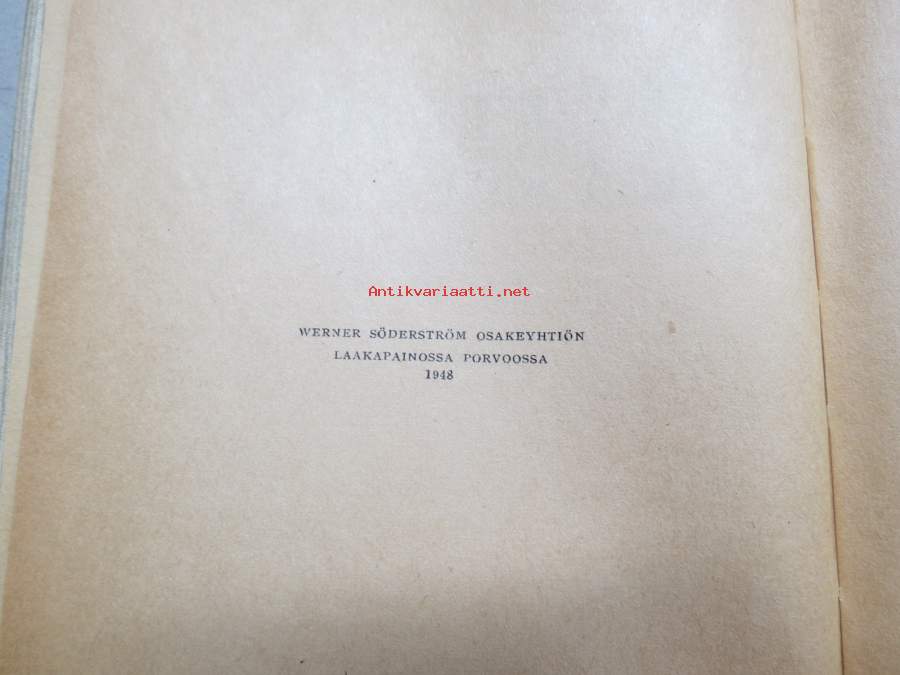 Antikvariaatti.net
WERNER SÖDERSTRÖM OSAKEYHTIÖN
LAAKAPAINOSSA PORVOOSSA
1948